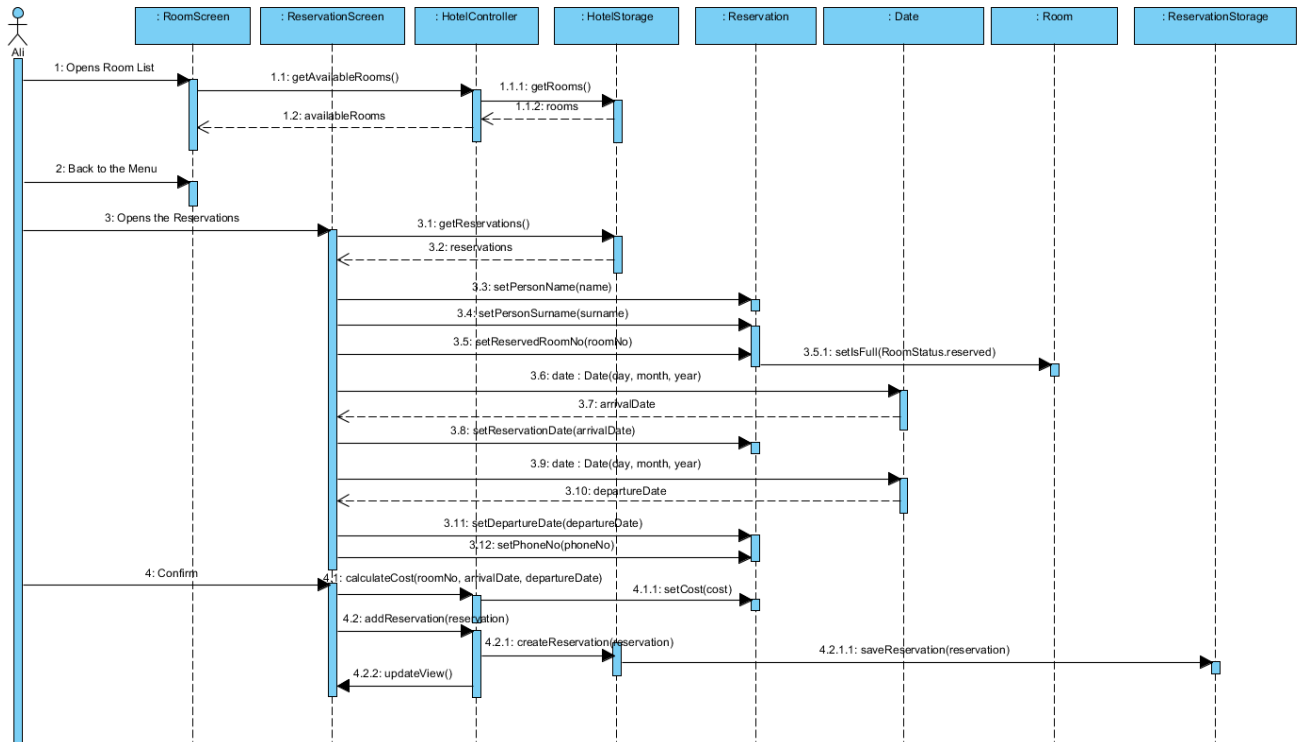 : RoomScreen
: ReservationScreen
: HotelController
: HotelStorage
: Reservation
: Date
: Room
: ReservationStorage
Ali
1: Opens Room List
1.1: getAvailableRooms()
1.1.1: getRooms()
1.1.2: rooms
1.2: availableRooms
2: Back to the Menu
3: Opens the Reservations
3.1: getReservations()
3.2: reservations
3.3: setPersonName(name)
3.4: setPersonSurname(surname)
3.5: setReservedRoomNo(roomNo)
3.5.1: setIsFull(RoomStatus.reserved)
3.6: date : Date(day, month, year)
3.7: arrivalDate
3.8: setReservationDate(arrivalDate)
3.9: date : Date(day, month, year)
3.10: departureDate
3.11: setDepartureDate(departureDate)
3.12: setPhoneNo(phoneNo)
4: Confirm
4.1: calculateCost(roomNo, arrivalDate, departureDate)
4.1.1: setCost(cost)
4.2: addReservation(reservation)
4.2.1: createReservation(reservation)
4.2.1.1: saveReservation(reservation)
4.2.2: updateView()